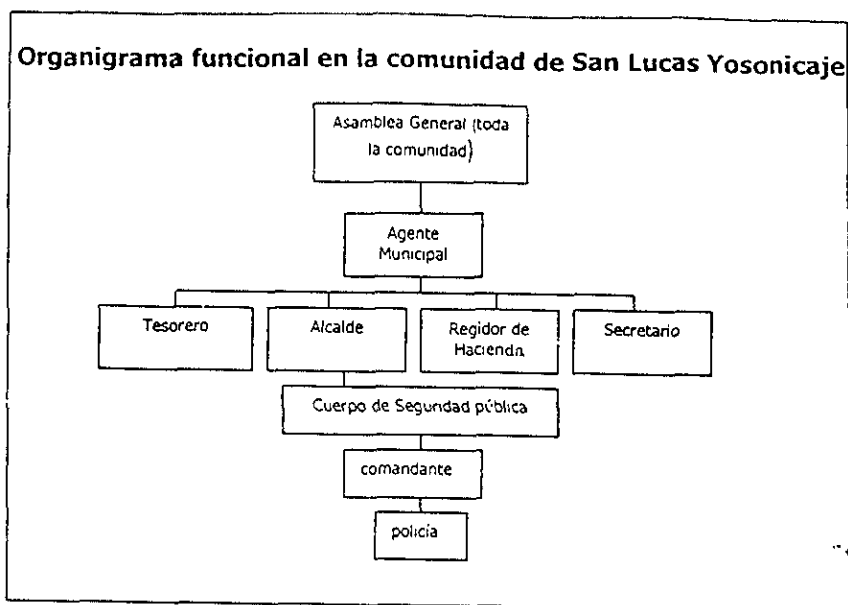 Organigrama funcional en la comunidad de San Lucas Yosonicaje
Asamblea General (toda
la comunidad)
Agente
Municipal
Tesorero
Alcalde
Regidor de
Hacienda
Secretario
Cuerpo de Seguridad pública
comandante
policía